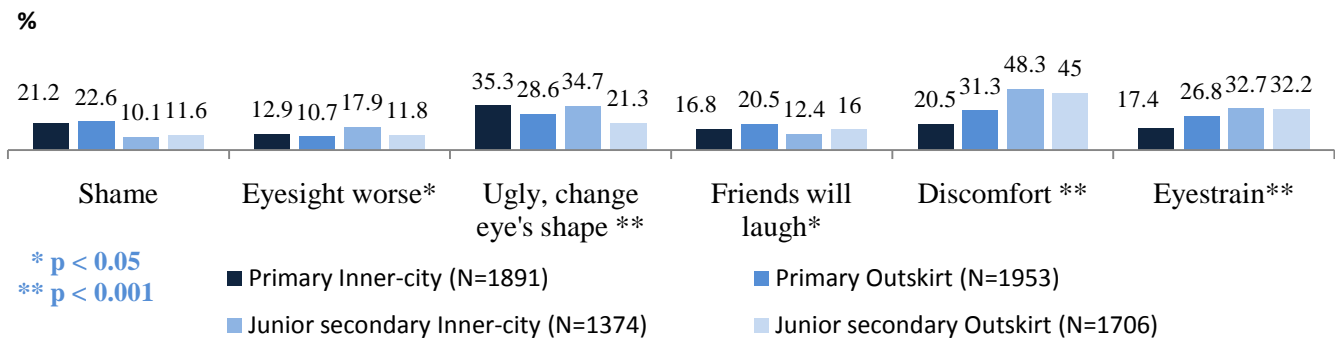 %
21.2 22.6 10.1 11.6 12.9 10.7 17.9 11.8 35.3 28.6 34.7 21.3 16.8 20.5 12.4 16 20.5 31.3 48.3 45 17.4 26.8 32.7 32.2
Shame Eyesight worse* Ugly, change Friends will Discomfort ** Eyestrain**
eye's shape ** laugh*
* p < 0.05
** p < 0.001
Primary Inner-city (N=1891) Primary Outskirt (N=1953)
Junior secondary Inner-city (N=1374) Junior secondary Outskirt (N=1706)